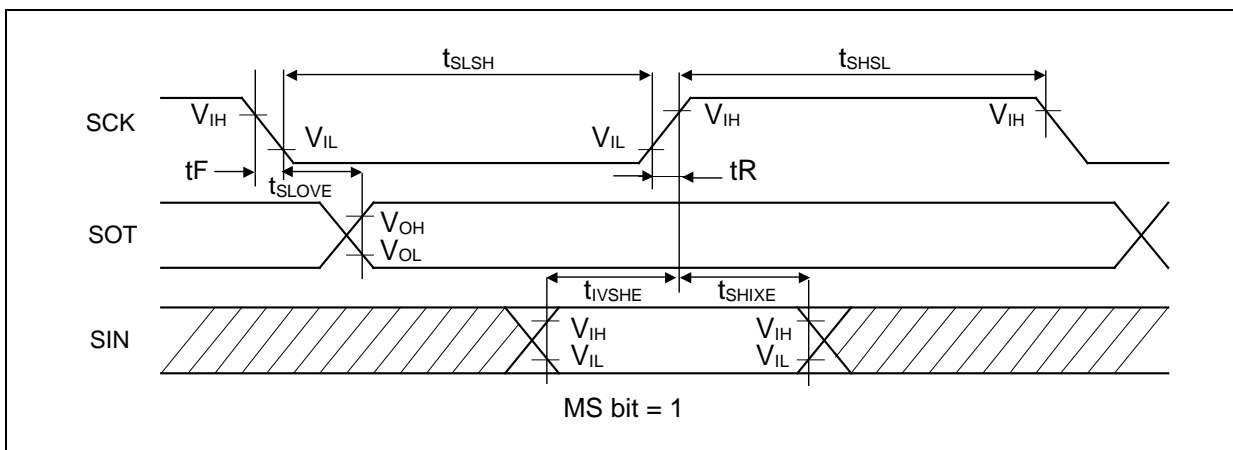 tSLSH
tSHSL
SCK
VIH
VIL
VIL
VIH
VIH
tF
tSLOVE
tR
SOT
VOH
VOL
tIVSHE
tSHIXE
SIN
VIH
VIL
VIH
VIL
MS bit = 1